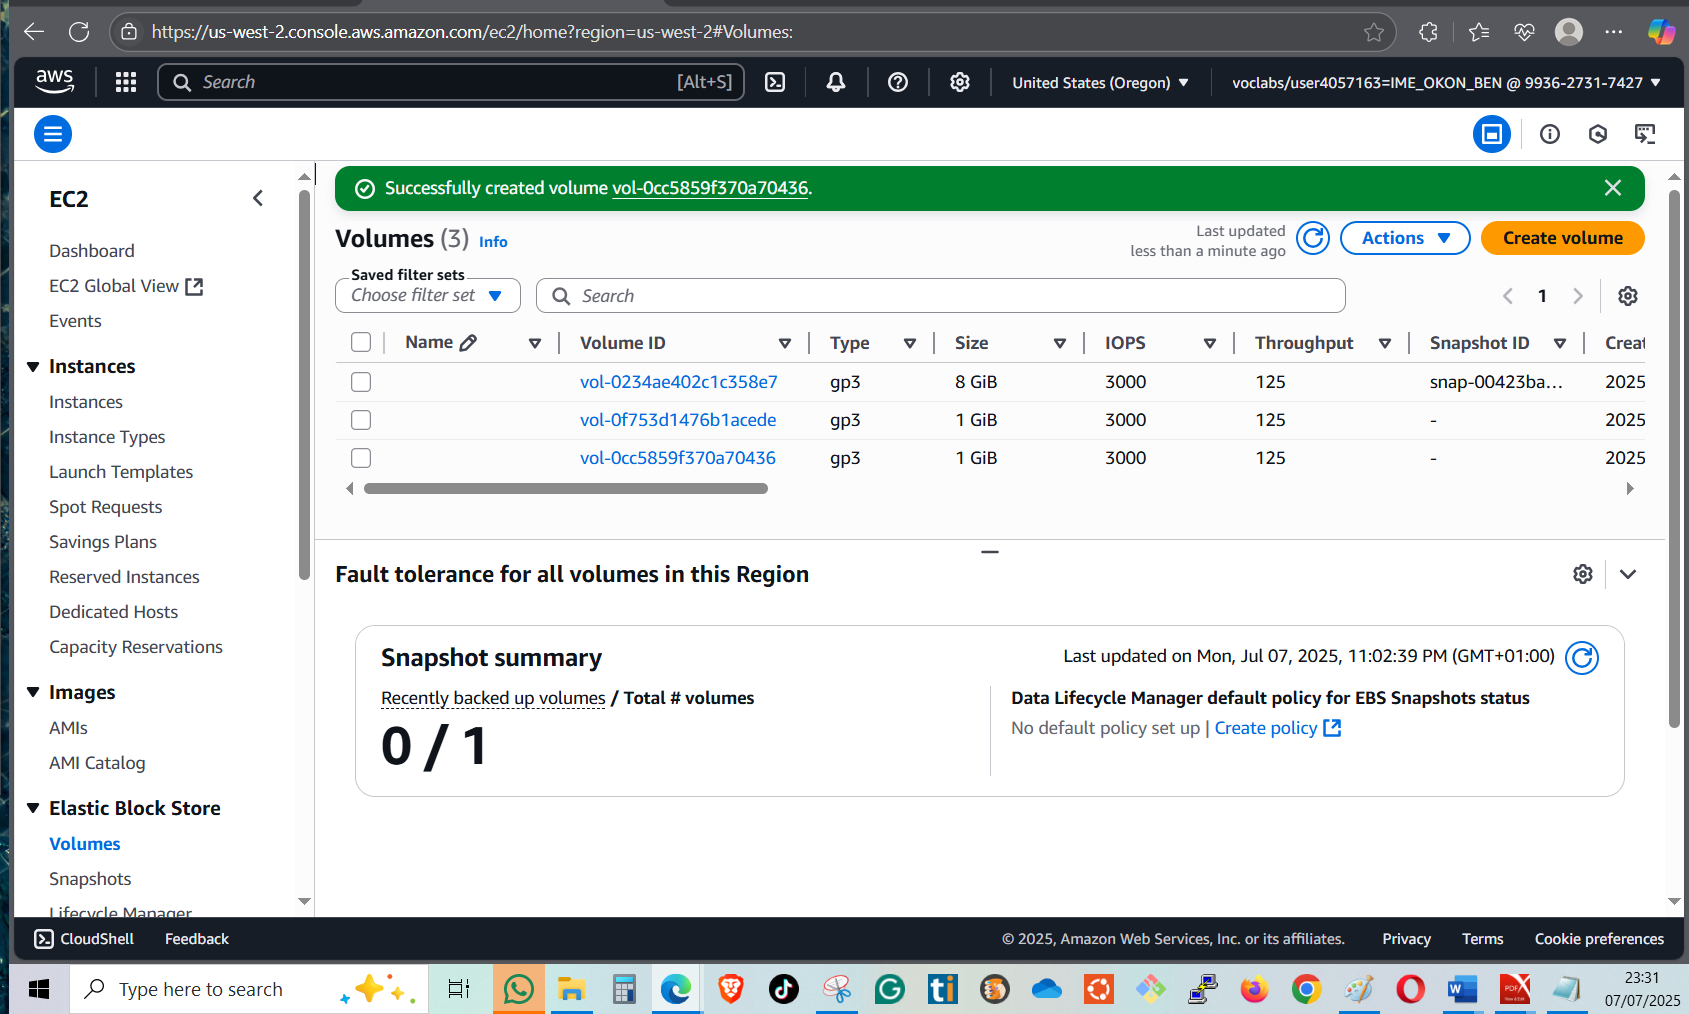 https://us-west-2.console.aws.amazon.com/ec2/home?region=us-west-2#Volumes:
aws
Search
[Alt+S]
United States (Oregon)
voclabs/user4057163=IME_OKON_BEN @ 9936-2731-7427
EC2
Dashboard
EC2 Global View
Events
Instances
Instances
Instance Types
Launch Templates
Spot Requests
Savings Plans
Reserved Instances
Dedicated Hosts
Capacity Reservations
Images
AMIs
AMI Catalog
Elastic Block Store
Volumes
Snapshots
Lifecycle Manager
Successfully created volume vol-0cc5859f370a70436.
Volumes (3) Info
Last updated
less than a minute ago
Actions
Create volume
Saved filter sets
Choose filter set
Search
1
Name Volume ID Type Size IOPS Throughput Snapshot ID Creat
vol-0234ae402c1c358e7 gp3 8 GiB 3000 125 snap-00423ba... 2025
vol-0f753d1476b1acede gp3 1 GiB 3000 125 - 2025
vol-0cc5859f370a70436 gp3 1 GiB 3000 125 - 2025
Fault tolerance for all volumes in this Region
Snapshot summary
Last updated on Mon, Jul 07, 2025, 11:02:39 PM (GMT+01:00)
Recently backed up volumes / Total # volumes
0 / 1
Data Lifecycle Manager default policy for EBS Snapshots status
No default policy set up | Create policy
CloudShell
Feedback
© 2025, Amazon Web Services, Inc. or its affiliates.
Privacy
Terms
Cookie preferences
Type here to search
23:31
07/07/2025